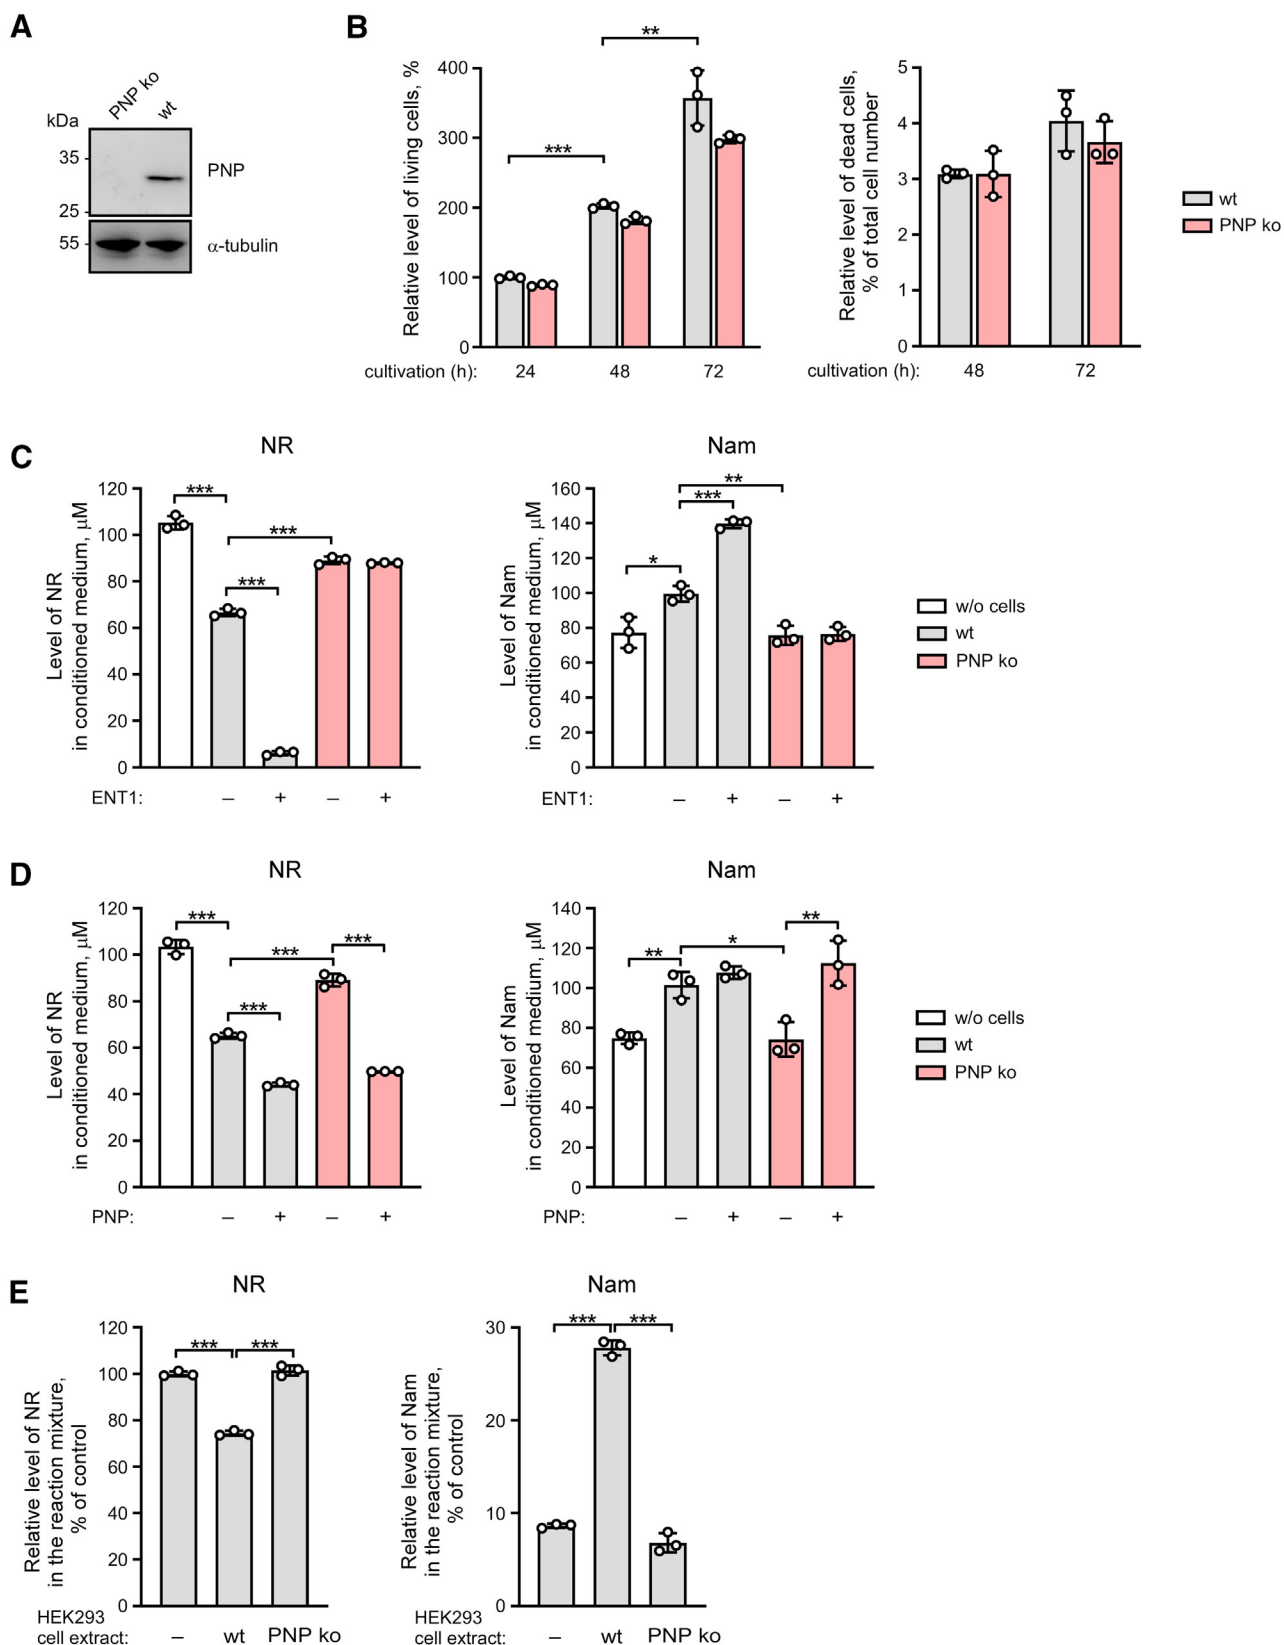 A
PNP ko
wt
kDa
35
PNP
25
55
α-tubulin
B
**
***
Relative level of living cells, %
400
300
200
100
0
cultivation (h): 24 48 72
Relative level of dead cells,
% of total cell number
5
4
3
2
1
0
cultivation (h): 48 72
wt
PNP ko
C
NR
Level of NR
in conditioned medium, μM
120
100
80
60
40
20
0
***
***
***
ENT1: – + – +
Nam
Level of Nam
in conditioned medium, μM
160
140
120
100
80
60
40
20
0
**
***
*
ENT1: – + – +
w/o cells
wt
PNP ko
D
NR
Level of NR
in conditioned medium, μM
120
100
80
60
40
20
0
***
***
***
***
PNP: – + – +
Nam
Level of Nam
in conditioned medium, μM
140
120
100
80
60
40
20
0
**
*
**
PNP: – + – +
w/o cells
wt
PNP ko
E
NR
Relative level of NR
in the reaction mixture,
% of control
120
100
80
60
40
20
0
*** ***
HEK293
cell extract: – wt PNP ko
Nam
Relative level of Nam
in the reaction mixture,
% of control
30
20
10
0
*** ***
HEK293
cell extract: – wt PNP ko